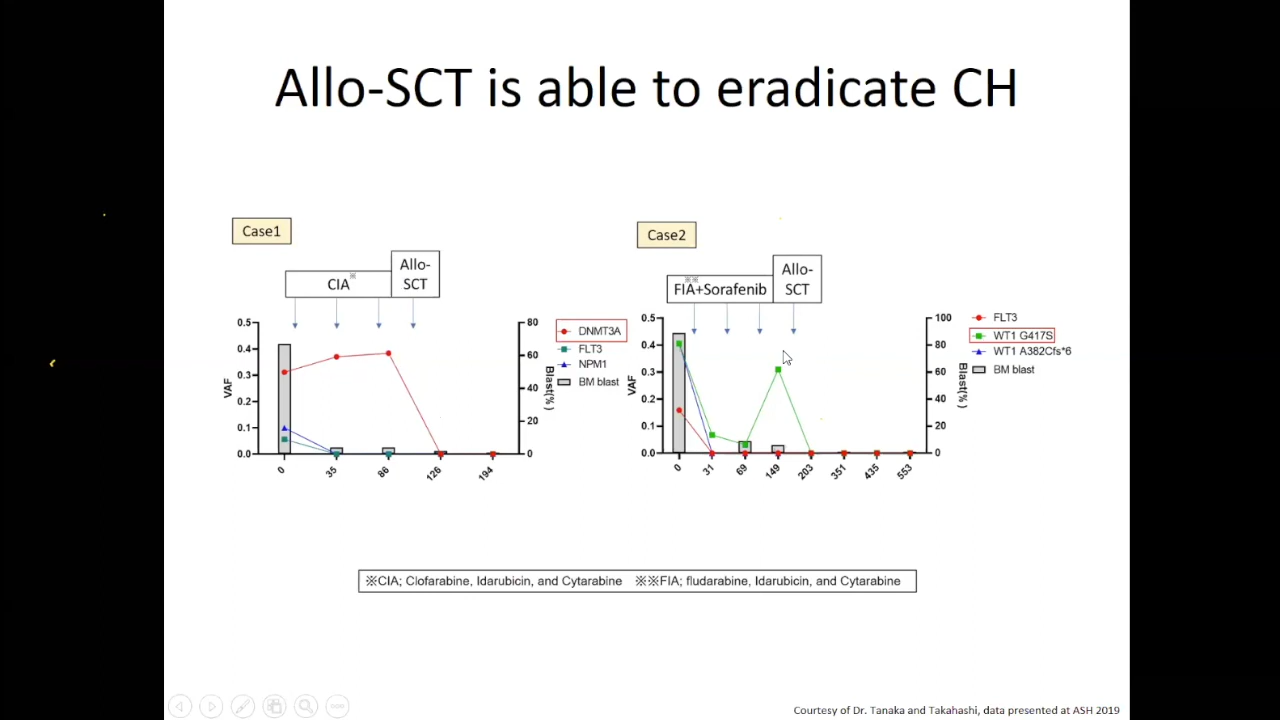 Allo-SCT is able to eradicate CH
Case1
CIA※
Allo-
SCT
0.5
0.4
0.3
0.2
0.1
0.0
VAF
80
60
40
20
0
Blast(%)
0
35
86
126
194
DNMT3A
FLT3
NPM1
BM blast
Case2
※※
FIA+Sorafenib
Allo-
SCT
0.5
0.4
0.3
0.2
0.1
0.0
VAF
100
80
60
40
20
0
Blast(%)
0
31
69
149
203
351
435
553
FLT3
WT1 G417S
WT1 A382Cfs*6
BM blast
※CIA; Clofarabine, Idarubicin, and Cytarabine ※※FIA; fludarabine, Idarubicin, and Cytarabine
Courtesy of Dr. Tanaka and Takahashi, data presented at ASH 2019